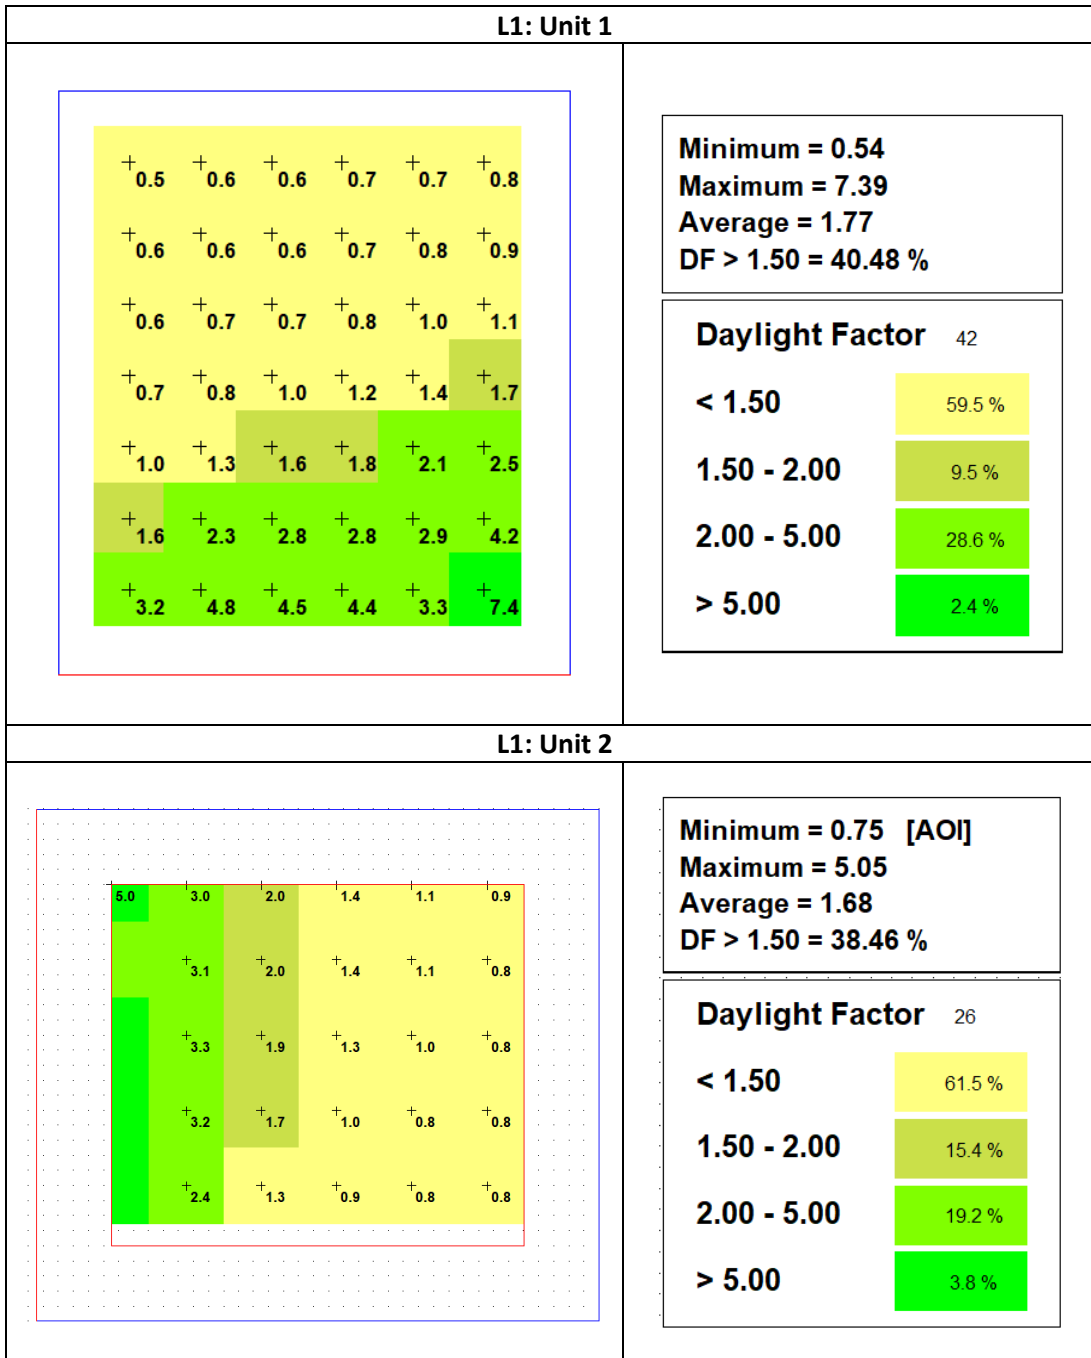 L1: Unit 1
0.5 0.6 0.6 0.7 0.7 0.8
0.6 0.6 0.6 0.7 0.8 0.9
0.6 0.7 0.7 0.8 1.0 1.1
0.7 0.8 1.0 1.2 1.4 1.7
1.0 1.3 1.6 1.8 2.1 2.5
1.6 2.3 2.8 2.8 2.9 4.2
3.2 4.8 4.5 4.4 3.3 7.4
Minimum = 0.54
Maximum = 7.39
Average = 1.77
DF > 1.50 = 40.48 %
Daylight Factor 42
< 1.50 59.5 %
1.50 - 2.00 9.5 %
2.00 - 5.00 28.6 %
> 5.00 2.4 %
L1: Unit 2
5.0 3.0 2.0 1.4 1.1 0.9
3.1 2.0 1.4 1.1 0.8
3.3 1.9 1.3 1.0 0.8
3.2 1.7 1.0 0.8 0.8
2.4 1.3 0.9 0.8 0.8
Minimum = 0.75 [AOI]
Maximum = 5.05
Average = 1.68
DF > 1.50 = 38.46 %
Daylight Factor 26
< 1.50 61.5 %
1.50 - 2.00 15.4 %
2.00 - 5.00 19.2 %
> 5.00 3.8 %